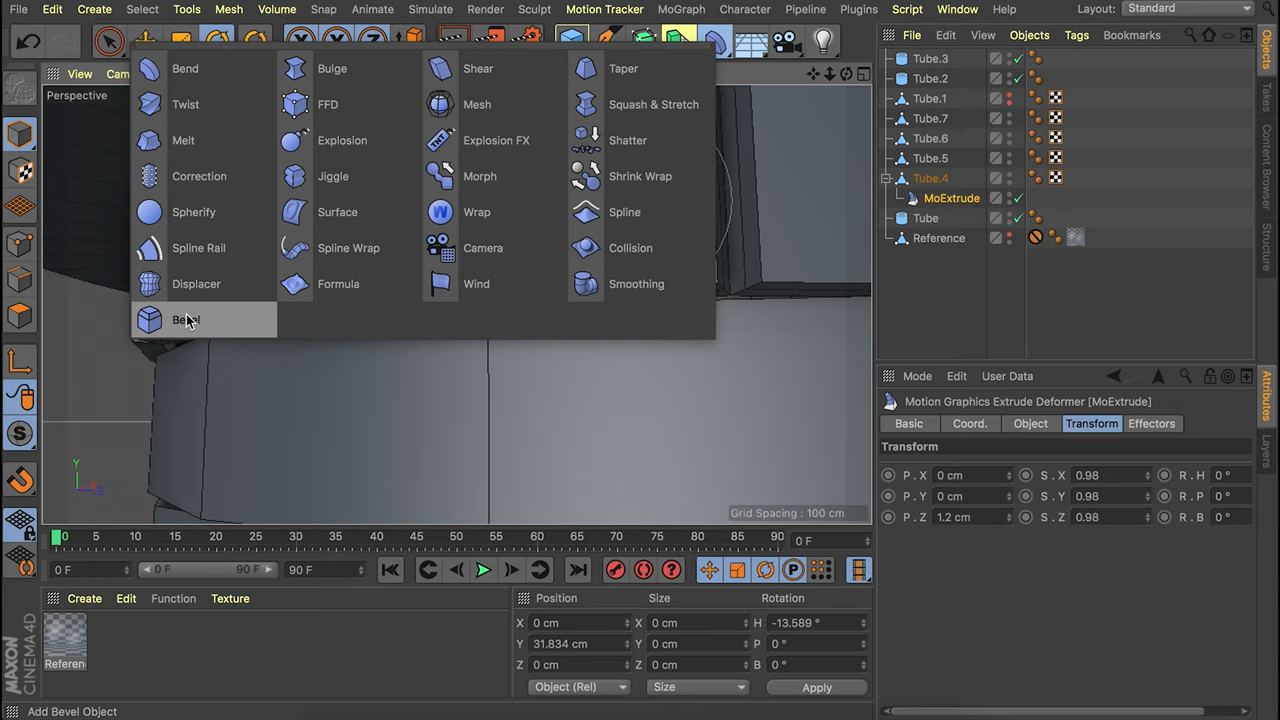 File Edit Create Select Tools Mesh Volume Snap Animate Simulate Render Sculpt Motion Tracker MoGraph Character Pipeline Plugins Script Window Help Layout: Standard
View Cam
Perspective
Bend Bulge Shear Taper
Twist FFD Mesh Squash & Stretch
Melt Explosion Explosion FX Shatter
Correction Jiggle Morph Shrink Wrap
Spherify Surface Wrap Spline
Spline Rail Spline Wrap Camera Collision
Displacer Formula Wind Smoothing
Bevel
Y
Z
Grid Spacing : 100 cm
0 5 10 15 20 25 30 35 40 45 50 55 60 65 70 75 80 85 90 0 F
0 F 0 F 90 F 90 F
Create Edit Function Texture
Referen
MAXON CINEMA 4D
Position Size Rotation
X 0 cm X 0 cm H -13.589 °
Y 31.834 cm Y 0 cm P 0 °
Z 0 cm Z 0 cm B 0 °
Object (Rel) Size Apply
Add Bevel Object
File Edit View Objects Tags Bookmarks
Tube.3
Tube.2
Tube.1
Tube.7
Tube.6
Tube.5
Tube.4
MoExtrude
Tube
Reference
Objects
Takes
Content Browser
Structure
Mode Edit User Data
Motion Graphics Extrude Deformer [MoExtrude]
Basic Coord. Object Transform Effectors
Transform
P . X 0 cm S . X 0.98 R . H 0 °
P . Y 0 cm S . Y 0.98 R . P 0 °
P . Z 1.2 cm S . Z 0.98 R . B 0 °
Attributes
Layers